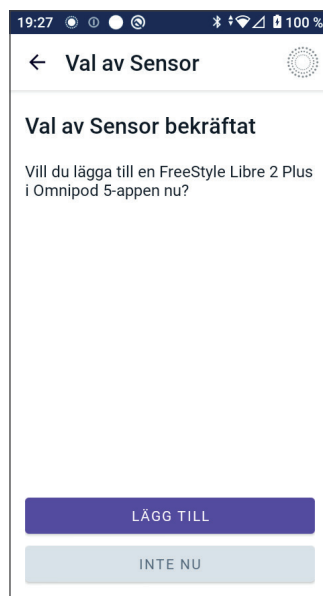 19:27 100 %
Val av Sensor
Val av Sensor bekräftat
Vill du lägga till en FreeStyle Libre 2 Plus
i Omnipod 5-appen nu?
LÄGG TILL
INTE NU